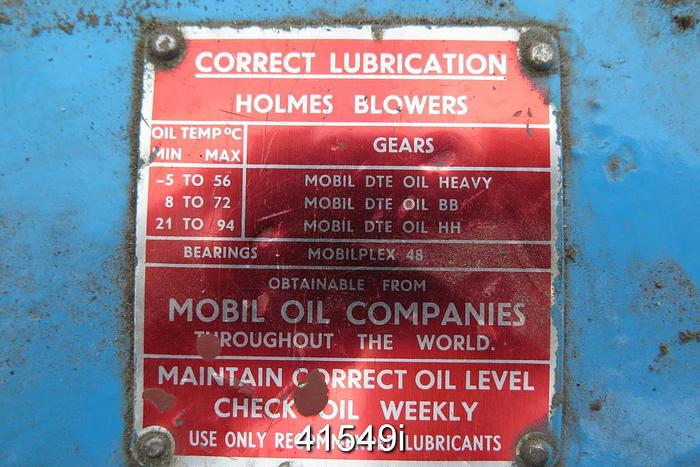 CORRECT LUBRICATION
HOLMES BLOWERS
OIL TEMP °C
MIN MAX
GEARS
-5 TO 56 MOBIL DTE OIL HEAVY
8 TO 72 MOBIL DTE OIL BB
21 TO 94 MOBIL DTE OIL HH
BEARINGS - MOBILPLEX 48
OBTAINABLE FROM
MOBIL OIL COMPANIES
THROUGHOUT THE WORLD.
MAINTAIN CORRECT OIL LEVEL
CHECK OIL WEEKLY
USE ONLY RECOMMENDED LUBRICANTS
41549i